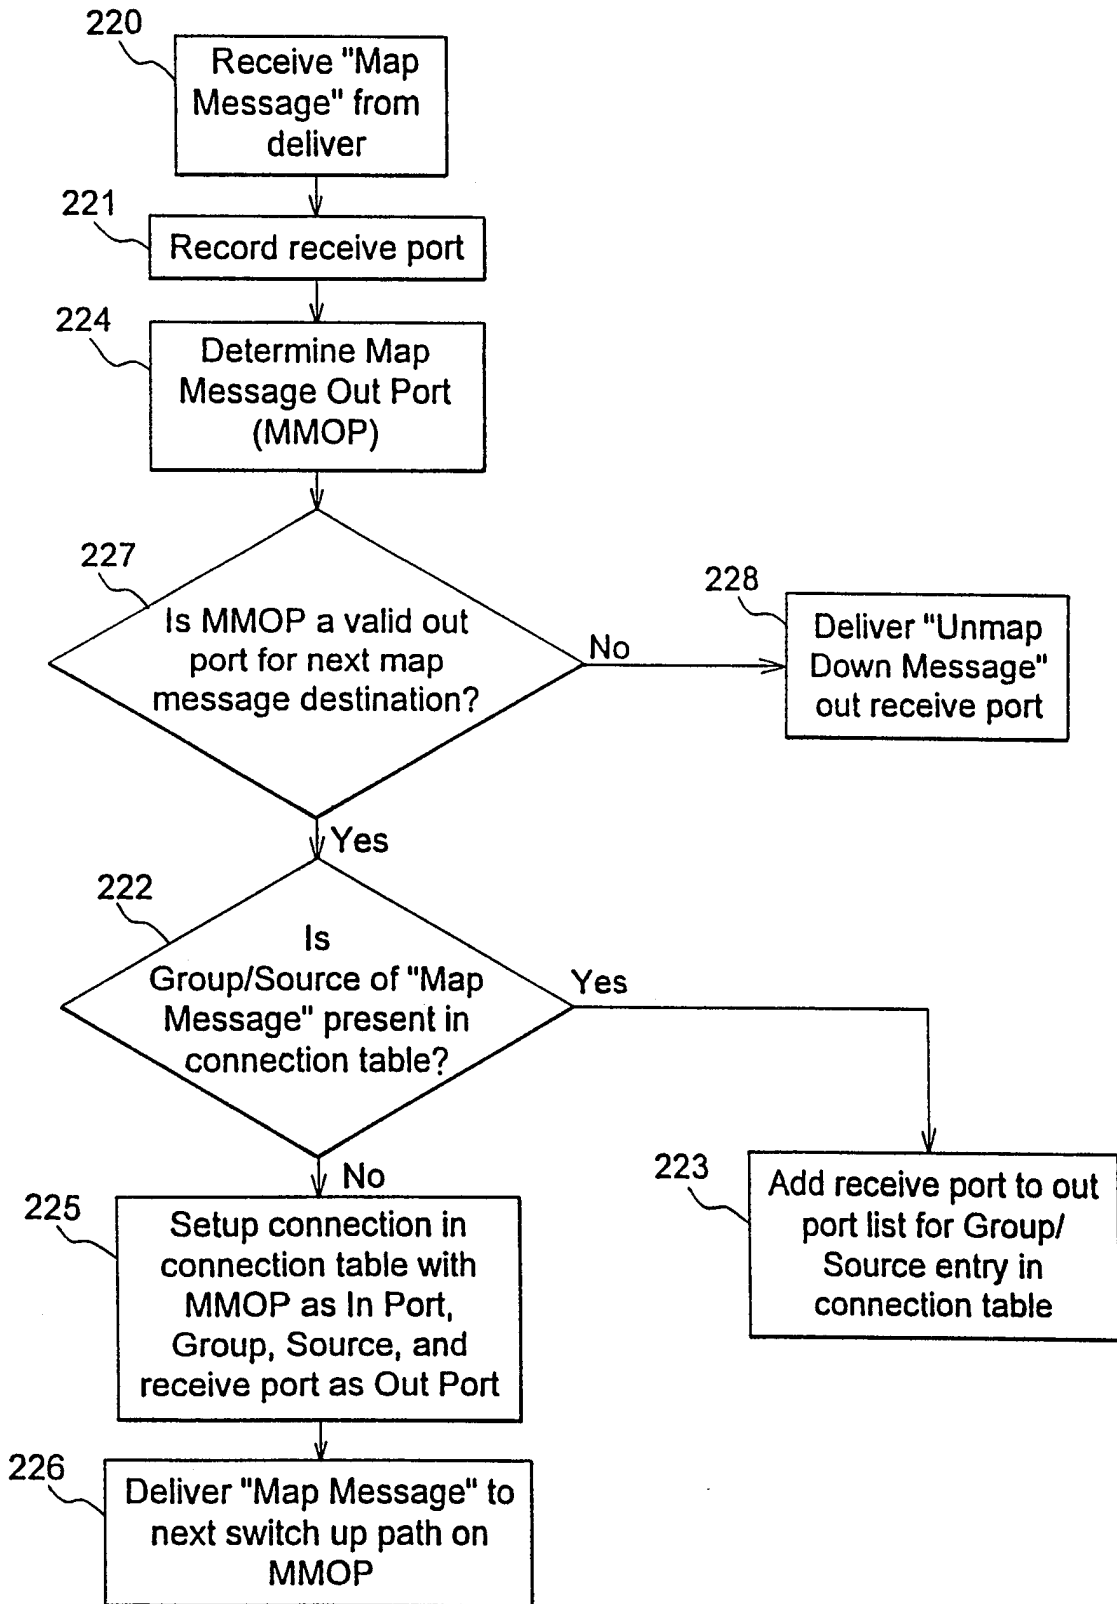 220
Receive "Map
Message" from
deliver
221
Record receive port
224
Determine Map
Message Out Port
(MMOP)
227
Is MMOP a valid out
port for next map
message destination?
No
228
Deliver "Unmap
Down Message"
out receive port
Yes
222
Is
Group/Source of "Map
Message" present in
connection table?
Yes
No
223
Add receive port to out
port list for Group/
Source entry in
connection table
225
Setup connection in
connection table with
MMOP as In Port,
Group, Source, and
receive port as Out Port
226
Deliver "Map Message" to
next switch up path on
MMOP